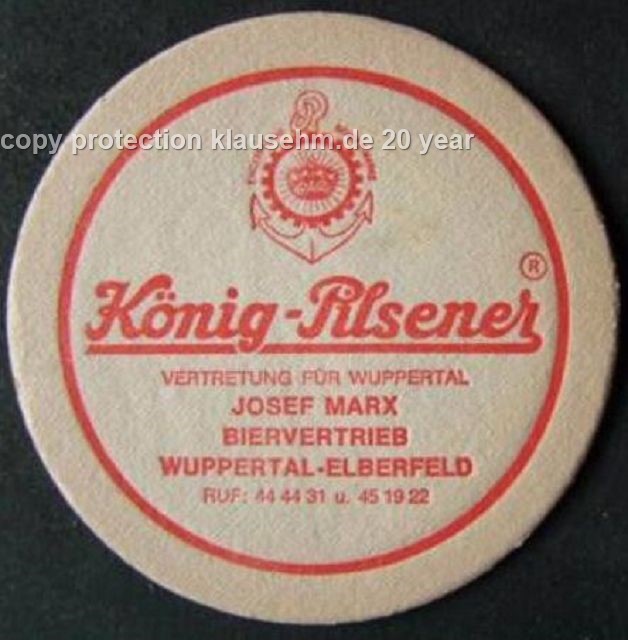 copy protection klausehm.de 20 year
König-Pilsener ®
VERTRETUNG FÜR WUPPERTAL
JOSEF MARX
BIERVERTRIEB
WUPPERTAL-ELBERFELD
RUF: 44 44 31 u. 45 19 22